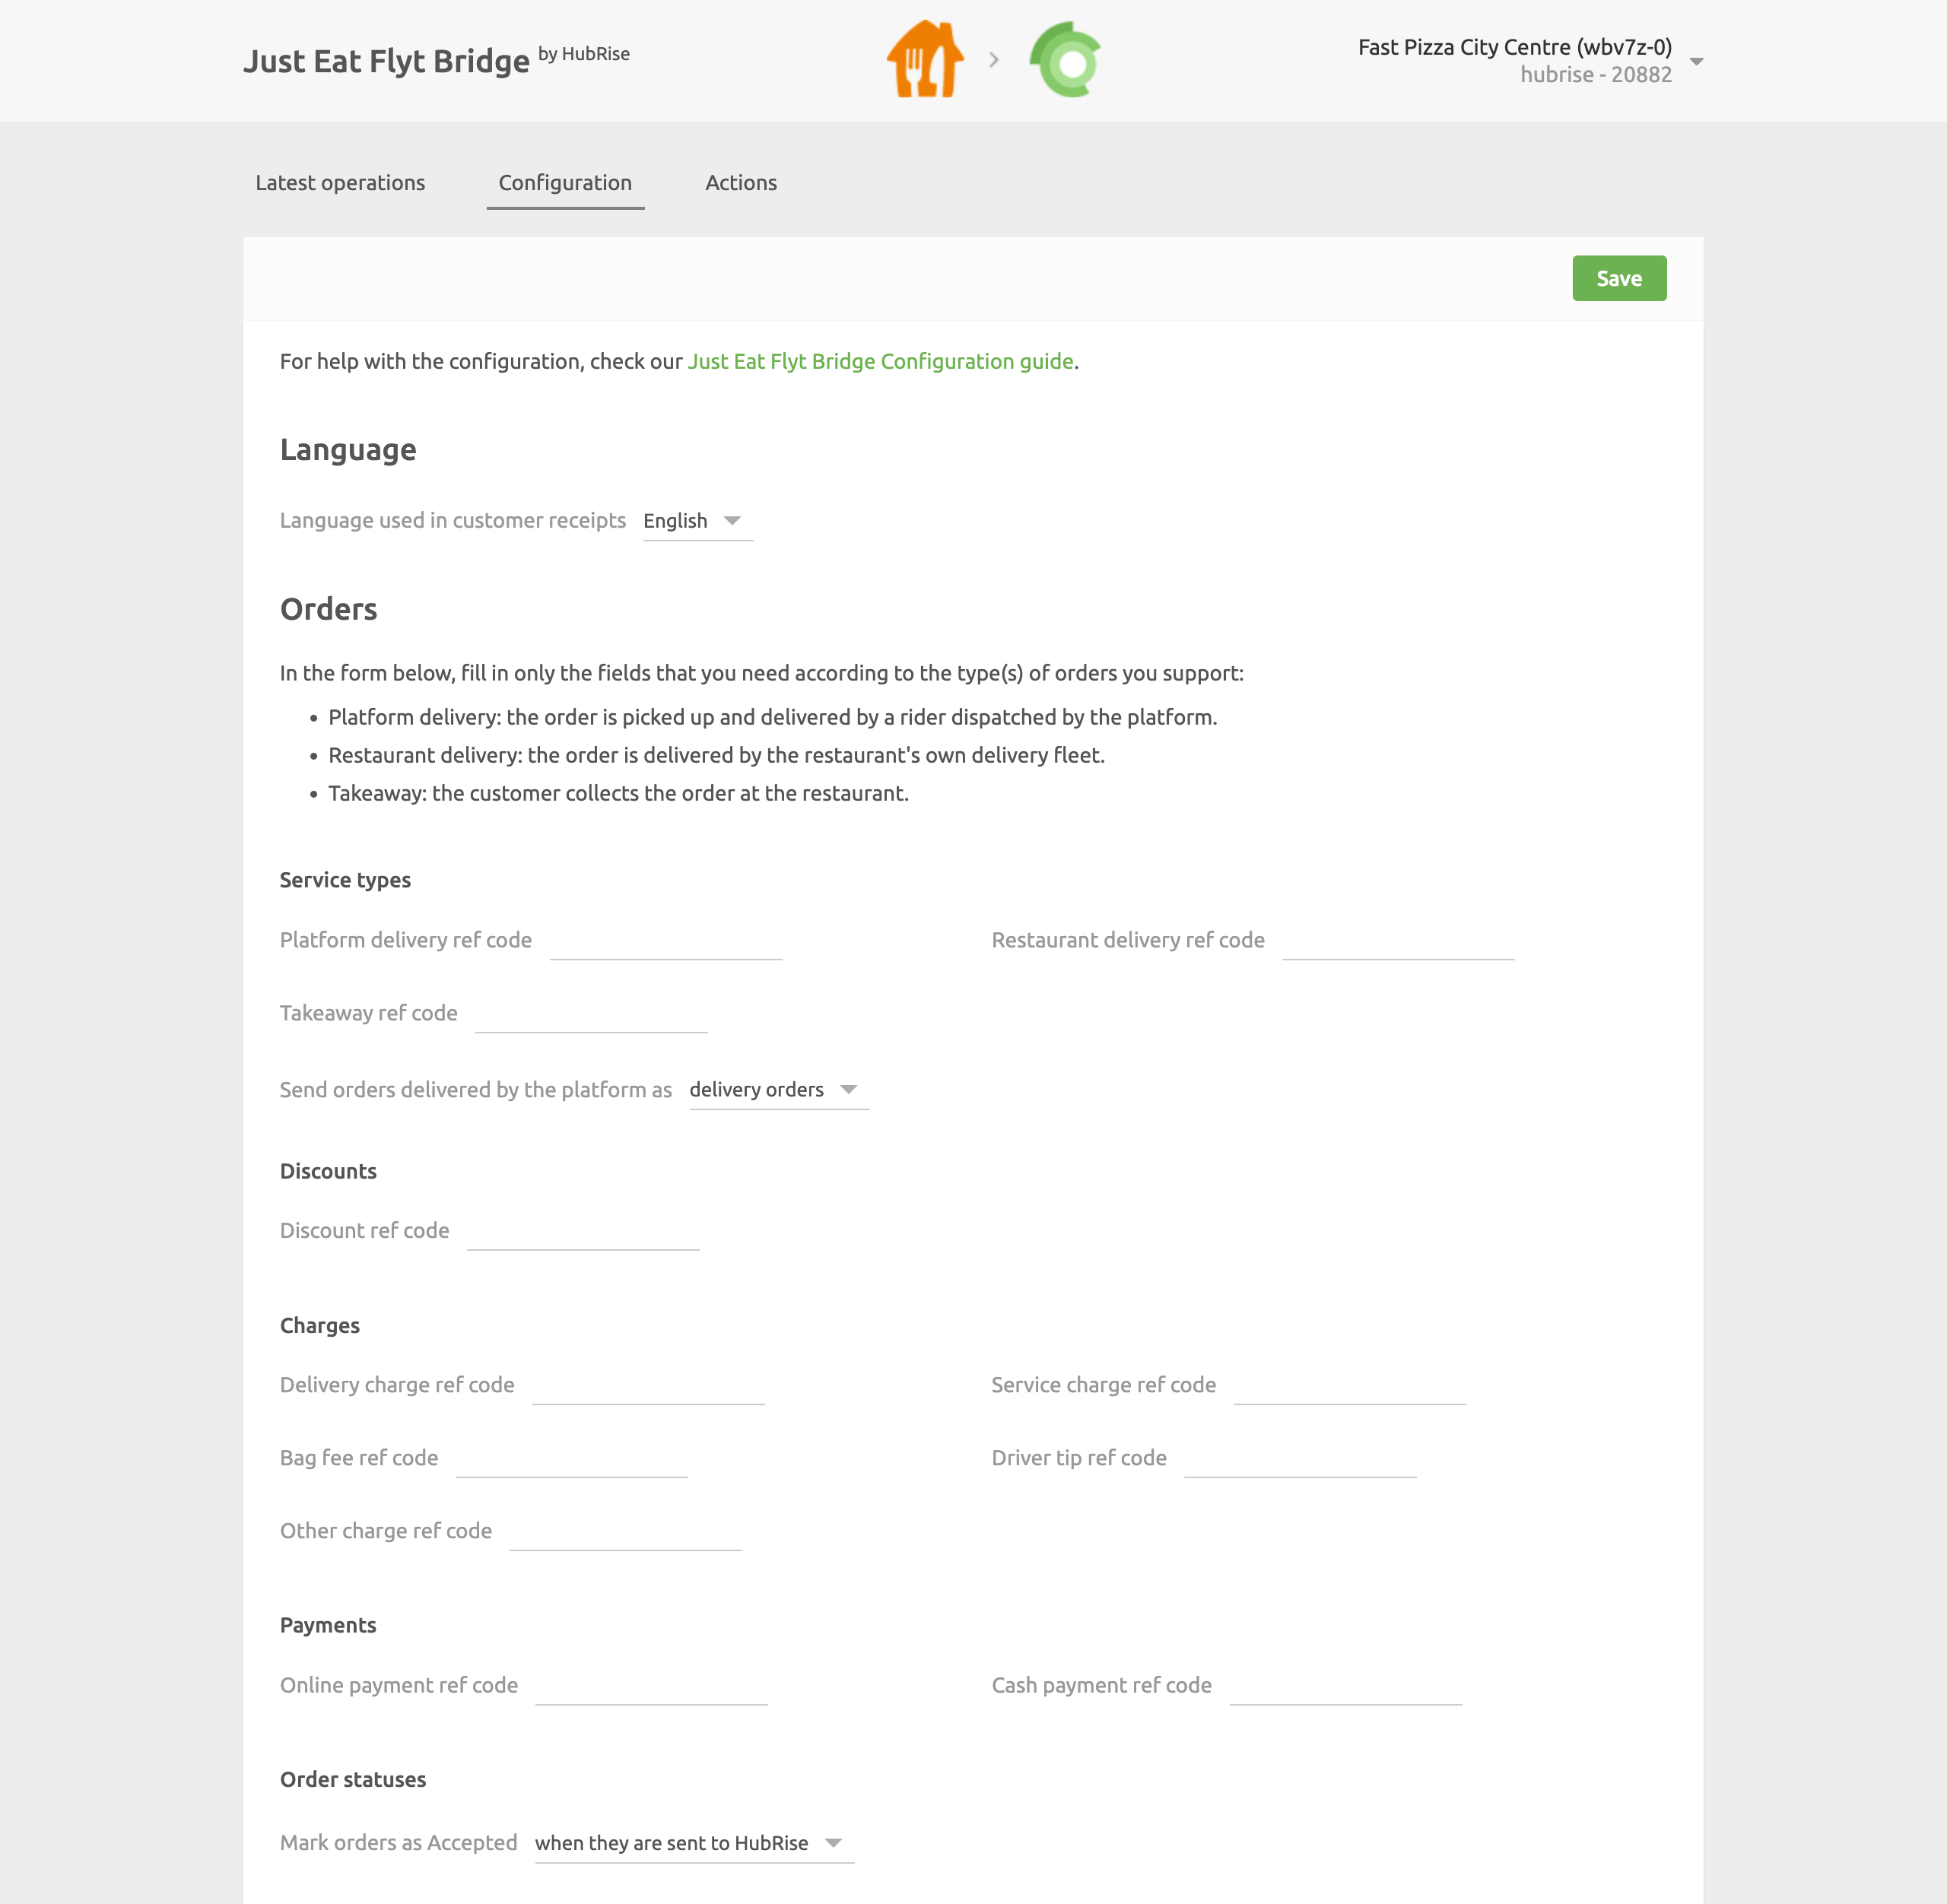 Just Eat Flyt Bridge by HubRise
Fast Pizza City Centre (wbv7z-0)
hubrise - 20882
Latest operations
Configuration
Actions
Save
For help with the configuration, check our Just Eat Flyt Bridge Configuration guide.
Language
Language used in customer receipts English
Orders
In the form below, fill in only the fields that you need according to the type(s) of orders you support:
• Platform delivery: the order is picked up and delivered by a rider dispatched by the platform.
• Restaurant delivery: the order is delivered by the restaurant's own delivery fleet.
• Takeaway: the customer collects the order at the restaurant.
Service types
Platform delivery ref code
Restaurant delivery ref code
Takeaway ref code
Send orders delivered by the platform as delivery orders
Discounts
Discount ref code
Charges
Delivery charge ref code
Service charge ref code
Bag fee ref code
Driver tip ref code
Other charge ref code
Payments
Online payment ref code
Cash payment ref code
Order statuses
Mark orders as Accepted when they are sent to HubRise